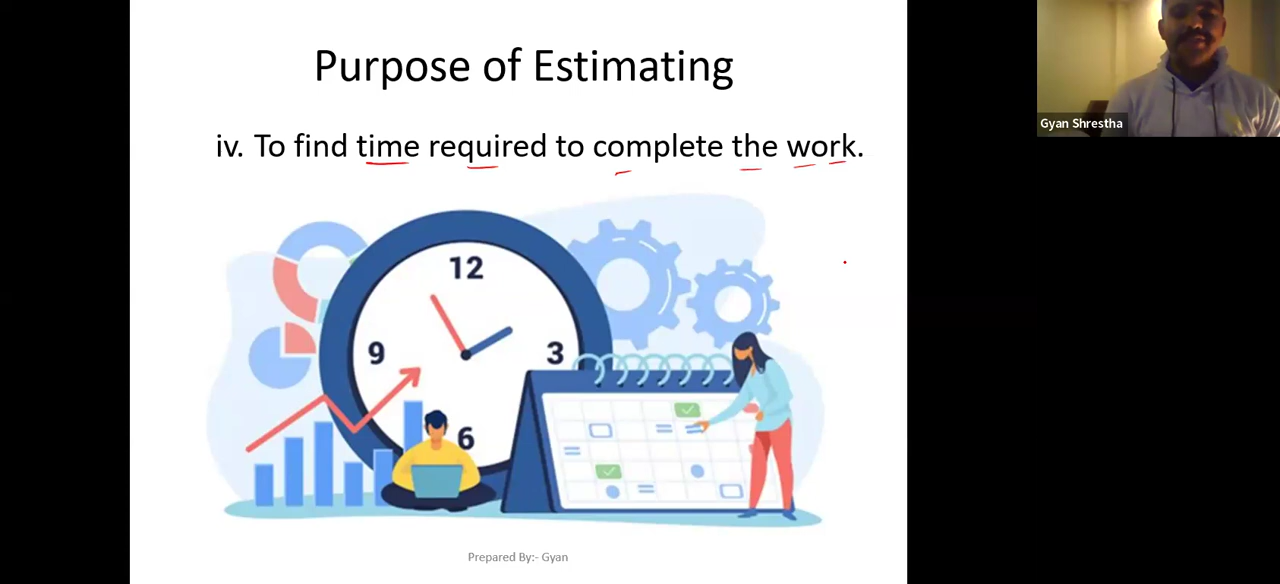 Purpose of Estimating
Gyan Shrestha
iv. To find time required to complete the work.
12
9
3
6
Prepared By:- Gyan